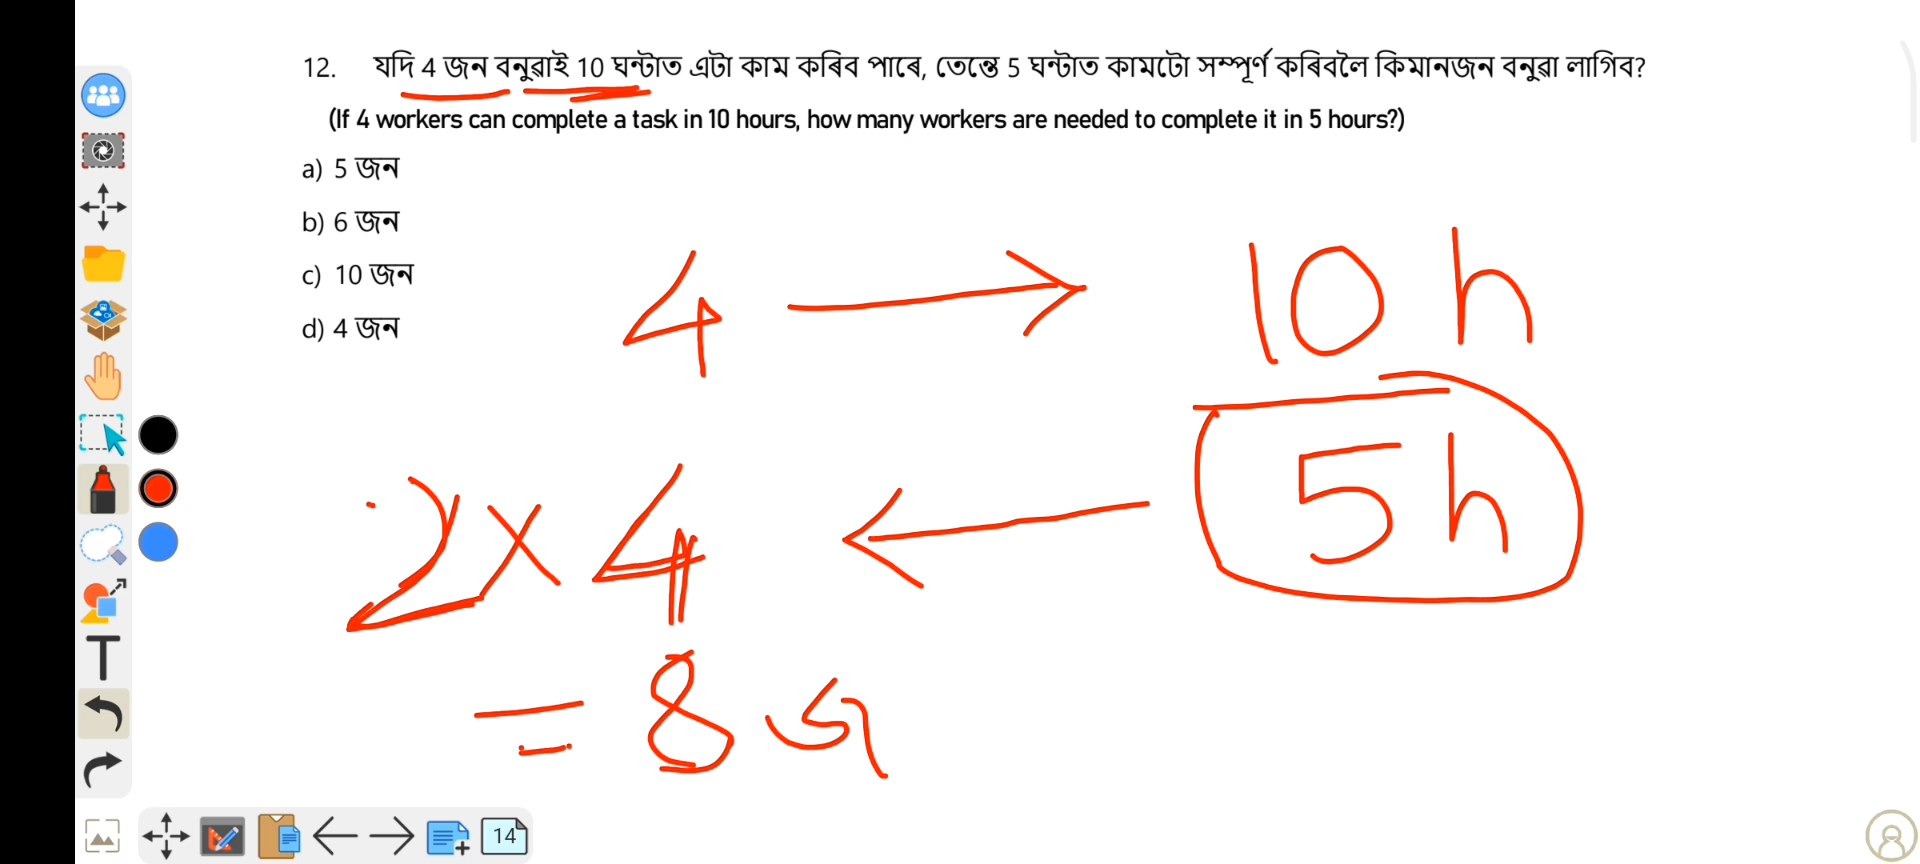 12. যদি 4 জন বনুৱাই 10 ঘন্টাত এটা কাম কৰিব পাৰে, তেন্তে 5 ঘন্টাত কামটো সম্পূৰ্ণ কৰিবলৈ কিমানজন বনুৱা লাগিব?
(If 4 workers can complete a task in 10 hours, how many workers are needed to complete it in 5 hours?)
a) 5 জন
b) 6 জন
c) 10 জন
d) 4 জন
4 → 10 h
2 x 4 ← 5 h
= 8 জ
T
14